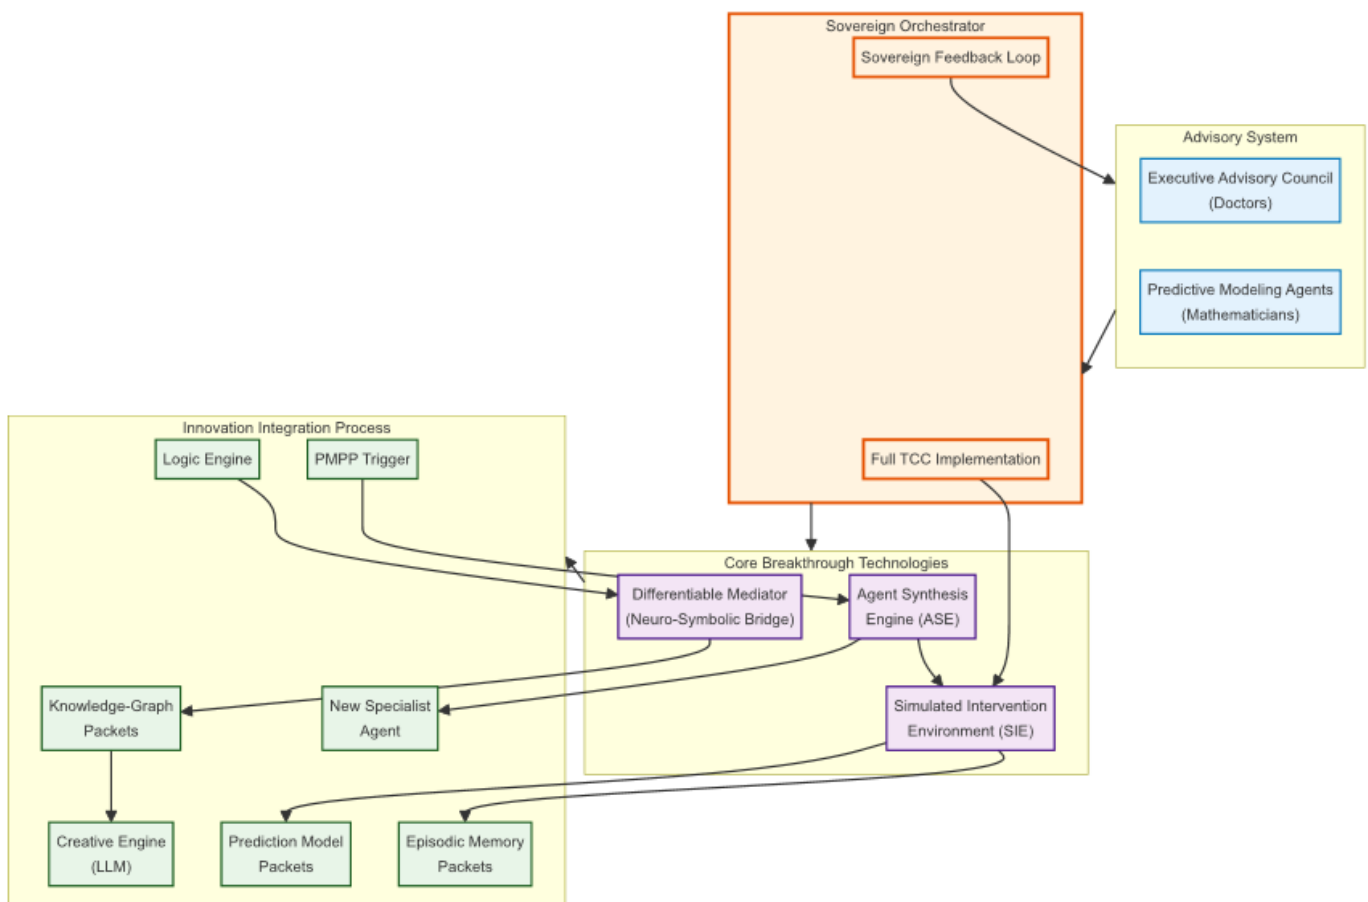 Sovereign Orchestrator
Sovereign Feedback Loop
Advisory System
Executive Advisory Council
(Doctors)
Predictive Modeling Agents
(Mathematicians)
Full TCC Implementation
Innovation Integration Process
Logic Engine
PMPP Trigger
Core Breakthrough Technologies
Differentiable Mediator
(Neuro-Symbolic Bridge)
Agent Synthesis
Engine (ASE)
Knowledge-Graph
Packets
New Specialist
Agent
Simulated Intervention
Environment (SIE)
Creative Engine
(LLM)
Prediction Model
Packets
Episodic Memory
Packets